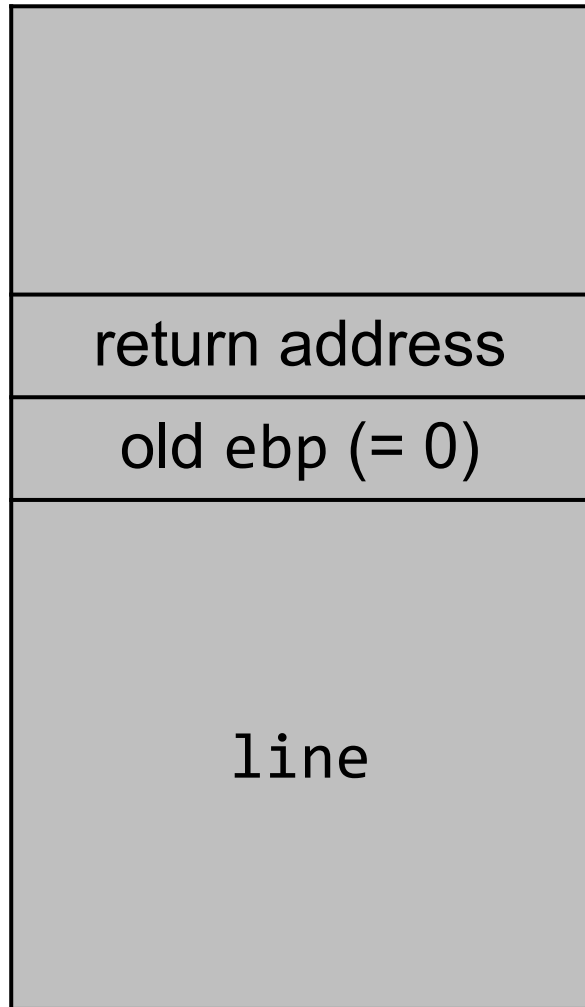 return address
old ebp (= 0)
line